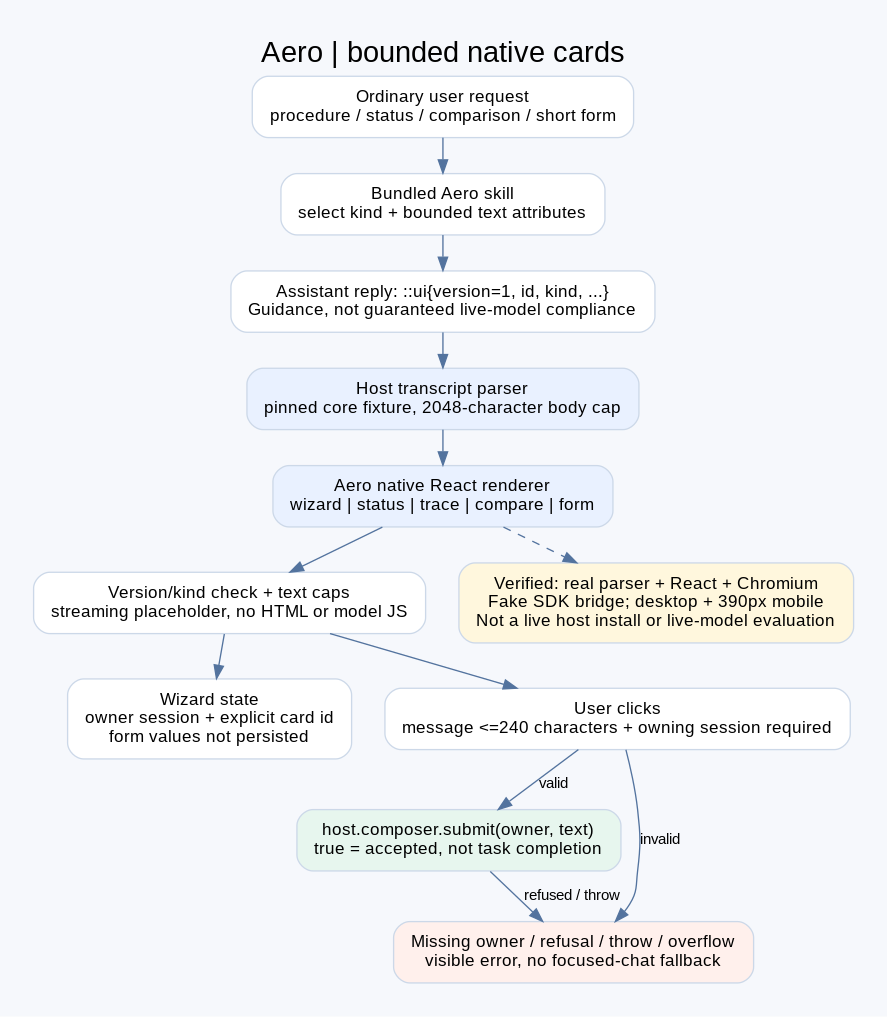 Aero | bounded native cards
Ordinary user request
procedure / status / comparison / short form
Bundled Aero skill
select kind + bounded text attributes
Assistant reply: ::ui{version=1, id, kind, ...}
Guidance, not guaranteed live-model compliance
Host transcript parser
pinned core fixture, 2048-character body cap
Aero native React renderer
wizard | status | trace | compare | form
Version/kind check + text caps
streaming placeholder, no HTML or model JS
Verified: real parser + React + Chromium
Fake SDK bridge; desktop + 390px mobile
Not a live host install or live-model evaluation
Wizard state
owner session + explicit card id
form values not persisted
User clicks
message <=240 characters + owning session required
valid
invalid
host.composer.submit(owner, text)
true = accepted, not task completion
refused / throw
Missing owner / refusal / throw / overflow
visible error, no focused-chat fallback